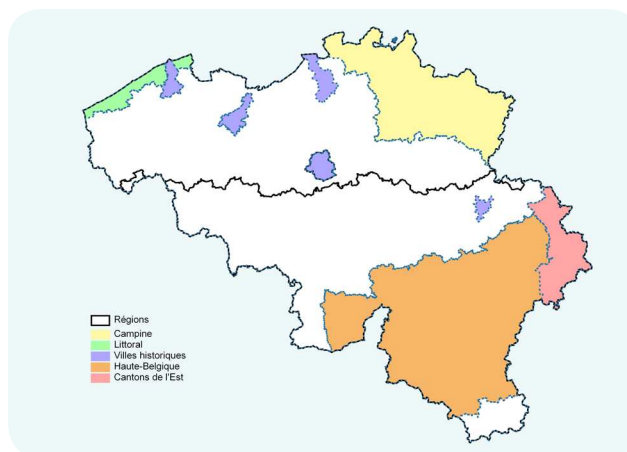 Régions
Campine
Littoral
Villes historiques
Haute-Belgique
Cantons de l'Est